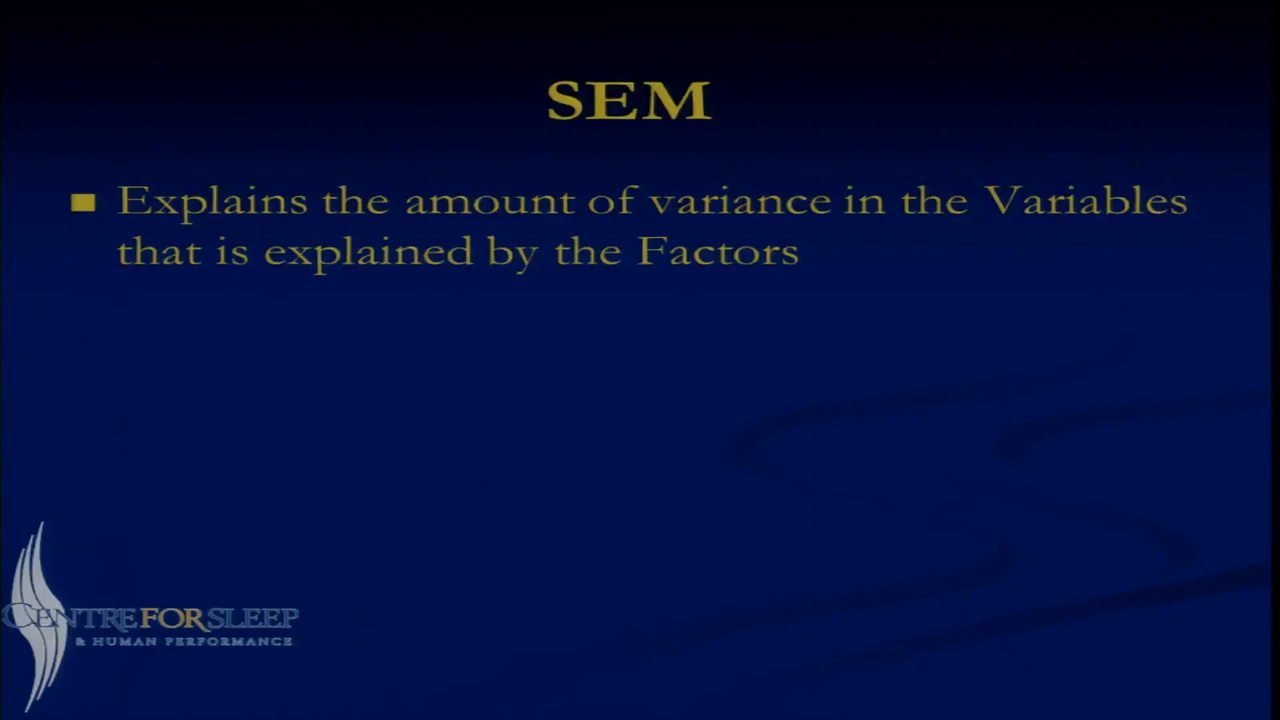 SEM
Explains the amount of variance in the Variables
that is explained by the Factors
CENTRE FOR SLEEP
& HUMAN PERFORMANCE